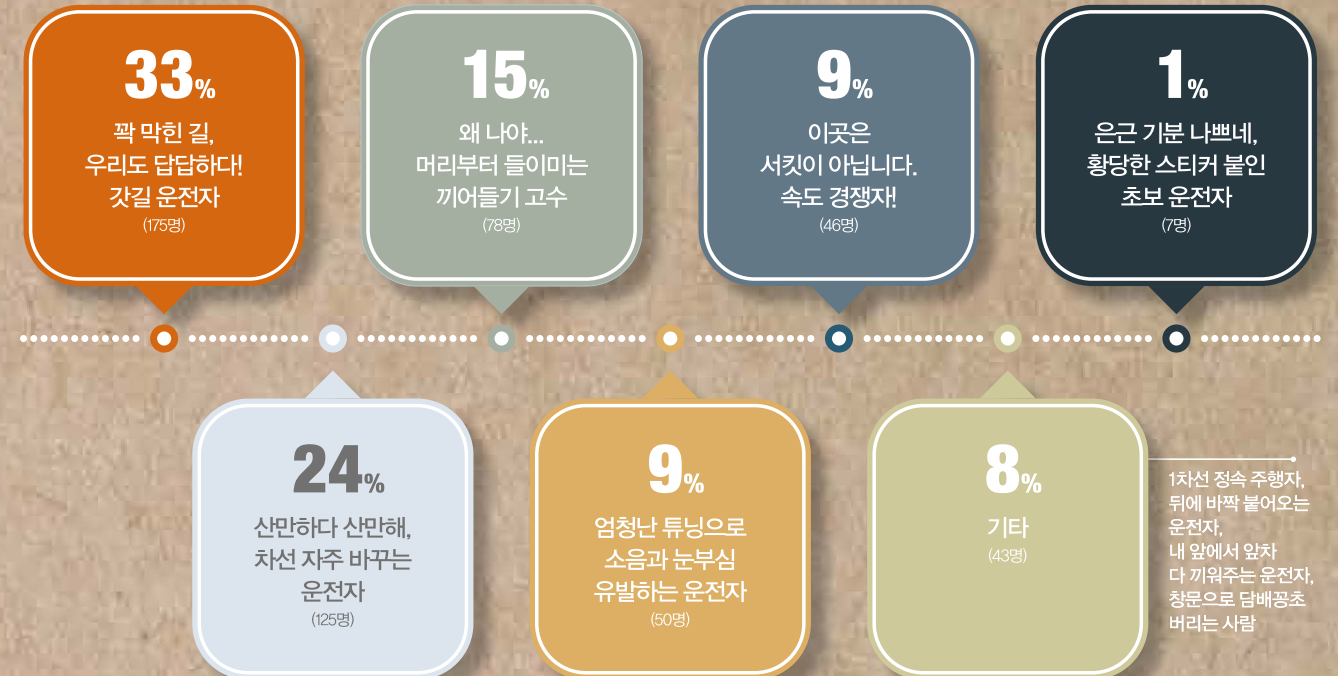 33%
꽉 막힌 길,
우리도 답답하다!
갓길 운전자
(175명)
24%
산만하다 산만해,
차선 자주 바꾸는
운전자
(125명)
15%
왜 나야...
머리부터 들이미는
끼어들기 고수
(78명)
9%
엄청난 튜닝으로
소음과 눈부심
유발하는 운전자
(50명)
9%
이곳은
서킷이 아닙니다.
속도 경쟁자!
(46명)
8%
기타
(43명)
1차선 정속 주행자,
뒤에 바짝 붙어오는
운전자,
내 앞에서 앞차
다 끼워주는 운전자,
창문으로 담배꽁초
버리는 사람
1%
은근 기분 나쁘네,
황당한 스티커 붙인
초보 운전자
(7명)